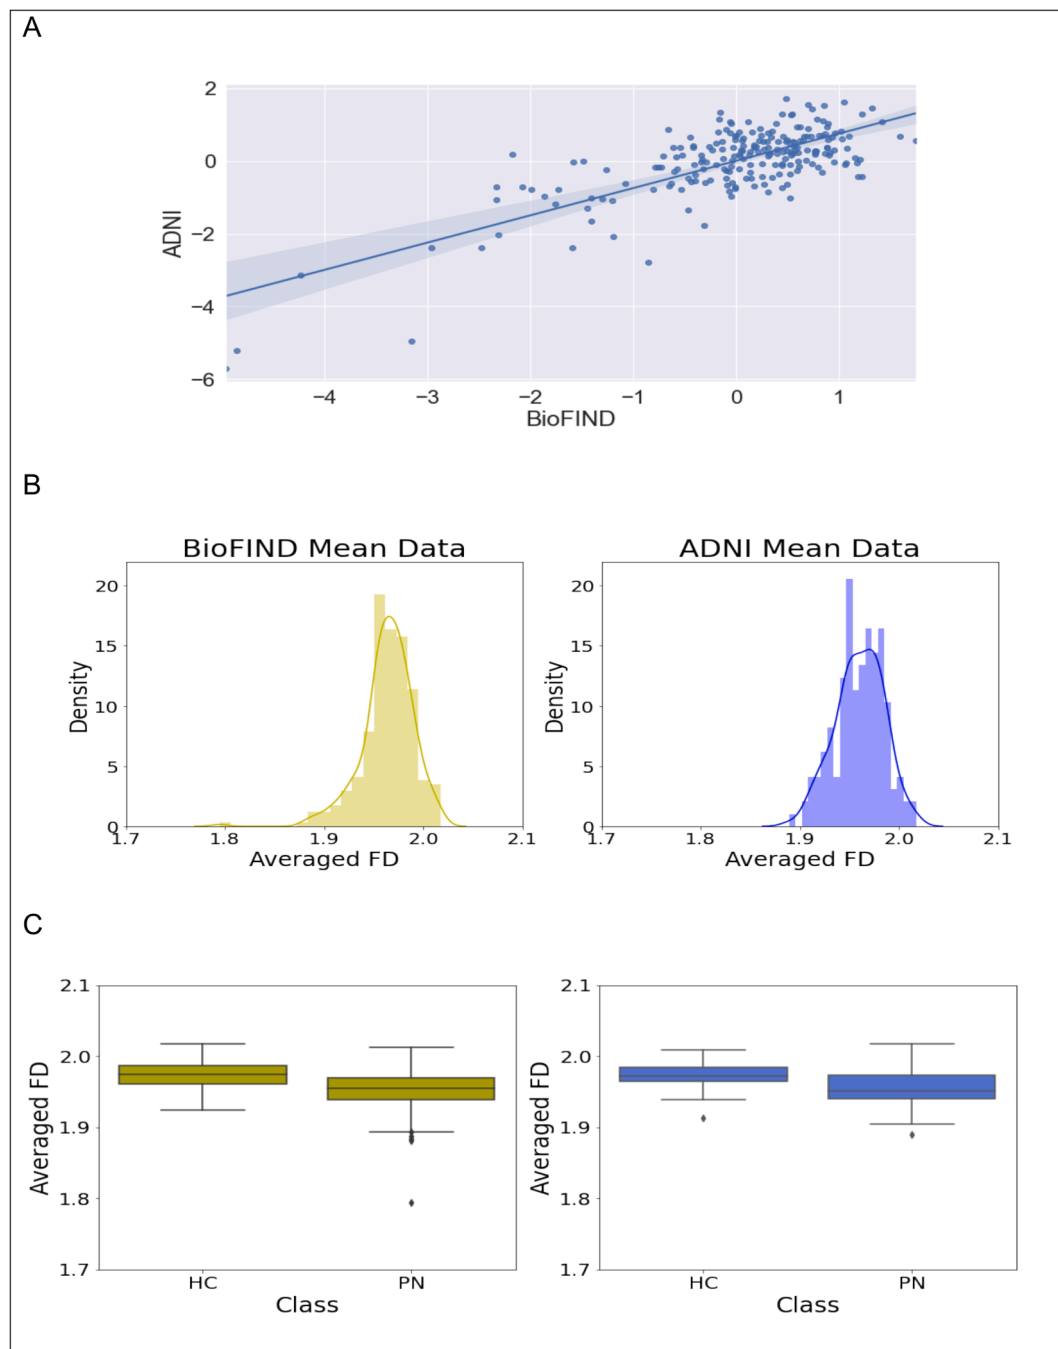 A
2
0
−2
−4
−6
ADNI
−4 −3 −2 −1 0 1
BioFIND
B
BioFIND Mean Data
20
15
10
5
0
Density
1.7 1.8 1.9 2.0 2.1
Averaged FD
ADNI Mean Data
20
15
10
5
0
Density
1.7 1.8 1.9 2.0 2.1
Averaged FD
C
2.1
2.0
1.9
1.8
1.7
Averaged FD
HC PN
Class
2.1
2.0
1.9
1.8
1.7
Averaged FD
HC PN
Class